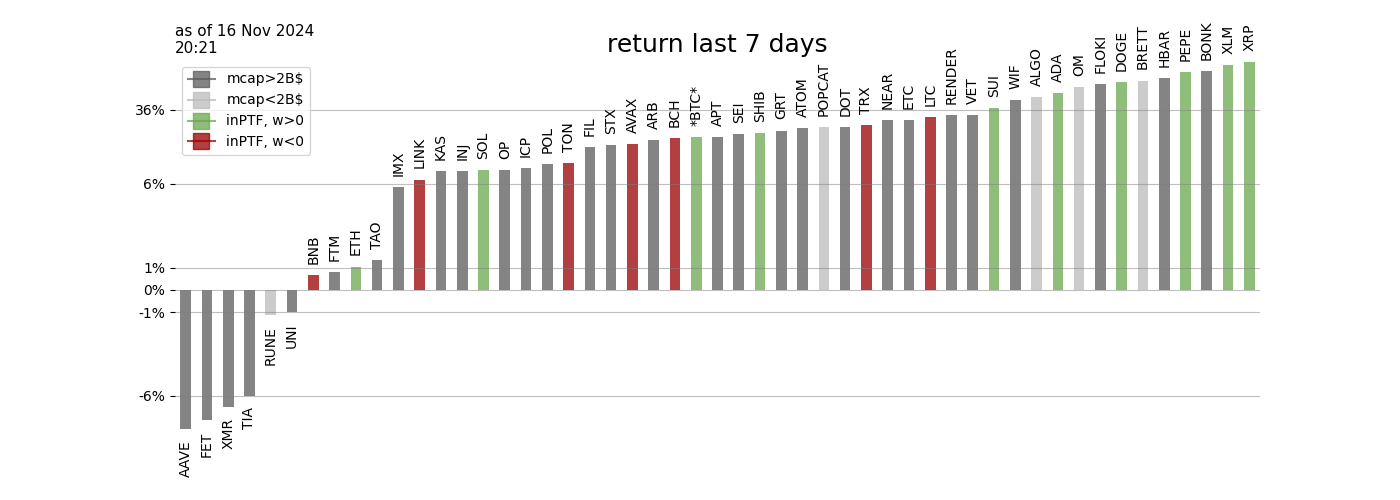 as of 16 Nov 2024
20:21
return last 7 days
mcap>2B$
mcap<2B$
inPTF, w>0
inPTF, w<0
36%
6%
1%
0%
-1%
-6%
AAVE
FET
XMR
TIA
RUNE
UNI
BNB
FTM
ETH
TAO
IMX
LINK
KAS
INJ
SOL
OP
ICP
POL
TON
FIL
STX
AVAX
ARB
BCH
*BTC*
APT
SEI
SHIB
GRT
ATOM
POPCAT
DOT
TRX
NEAR
ETC
LTC
RENDER
VET
SUI
WIF
ALGO
ADA
OM
FLOKI
DOGE
BRETT
HBAR
PEPE
BONK
XLM
XRP